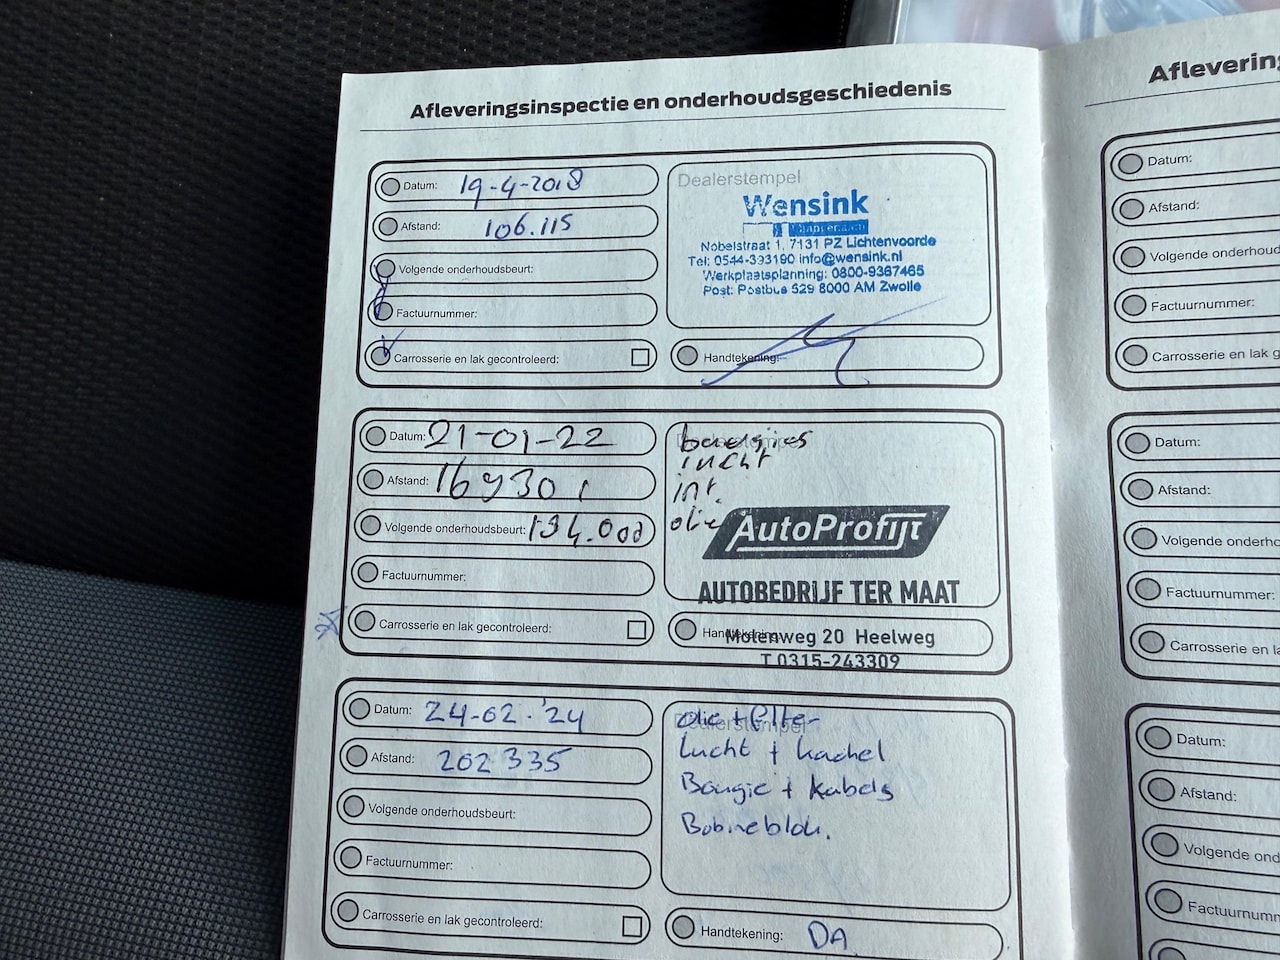 Afleveringsinspectie en onderhoudsgeschiedenis
Datum: 19-4-2018
Afstand: 106.115
Volgende onderhoudsbeurt:
Factuurnummer:
Carrosserie en lak gecontroleerd:
Dealerstempel
Wensink
Nobelstraat 1, 7131 PZ Lichtenvoorde
Tel: 0544-393190 info@wensink.nl
Werkplaatsplanning: 0800-9367465
Post: Postbus 529 8000 AM Zwolle
Handtekening:
Datum: 21-01-22
Afstand:
Volgende onderhoudsbeurt:
Factuurnummer:
Carrosserie en lak gecontroleerd:
bougies
lucht
int.
olie
AutoProfijt
AUTOBEDRIJF TER MAAT
Handtekening:
Molenweg 20 Heelweg
T 0315-243309
Datum: 24-02-'24
Afstand: 202335
Volgende onderhoudsbeurt:
Factuurnummer:
Carrosserie en lak gecontroleerd:
Dealerstempel
olie + filter
Lucht + kachel
Bougie + kabels
Bobineblok.
Handtekening: DA
Aflevering
Datum:
Afstand:
Volgende onderhoud
Factuurnummer:
Carrosserie en lak g
Datum:
Afstand:
Volgende onderho
Factuurnummer:
Carrosserie en la
Datum:
Afstand:
Volgende ond
Factuurnumm